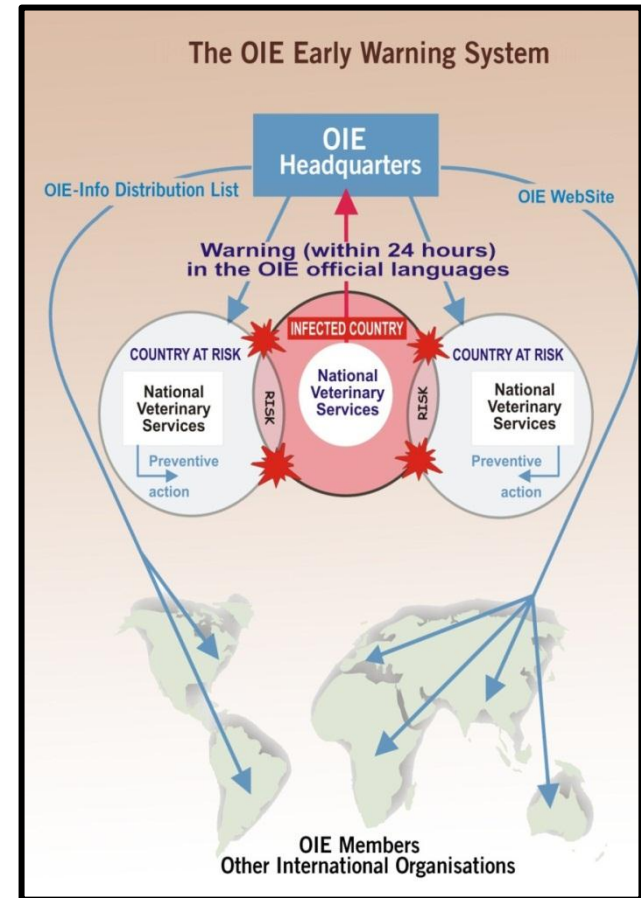 The OIE Early Warning System
OIE
Headquarters
OIE-Info Distribution List
OIE WebSite
Warning (within 24 hours)
in the OIE official languages
INFECTED COUNTRY
COUNTRY AT RISK
COUNTRY AT RISK
National
Veterinary
Services
National
Veterinary
Services
National
Veterinary
Services
RISK
RISK
Preventive
action
Preventive
action
OIE Members
Other International Organisations